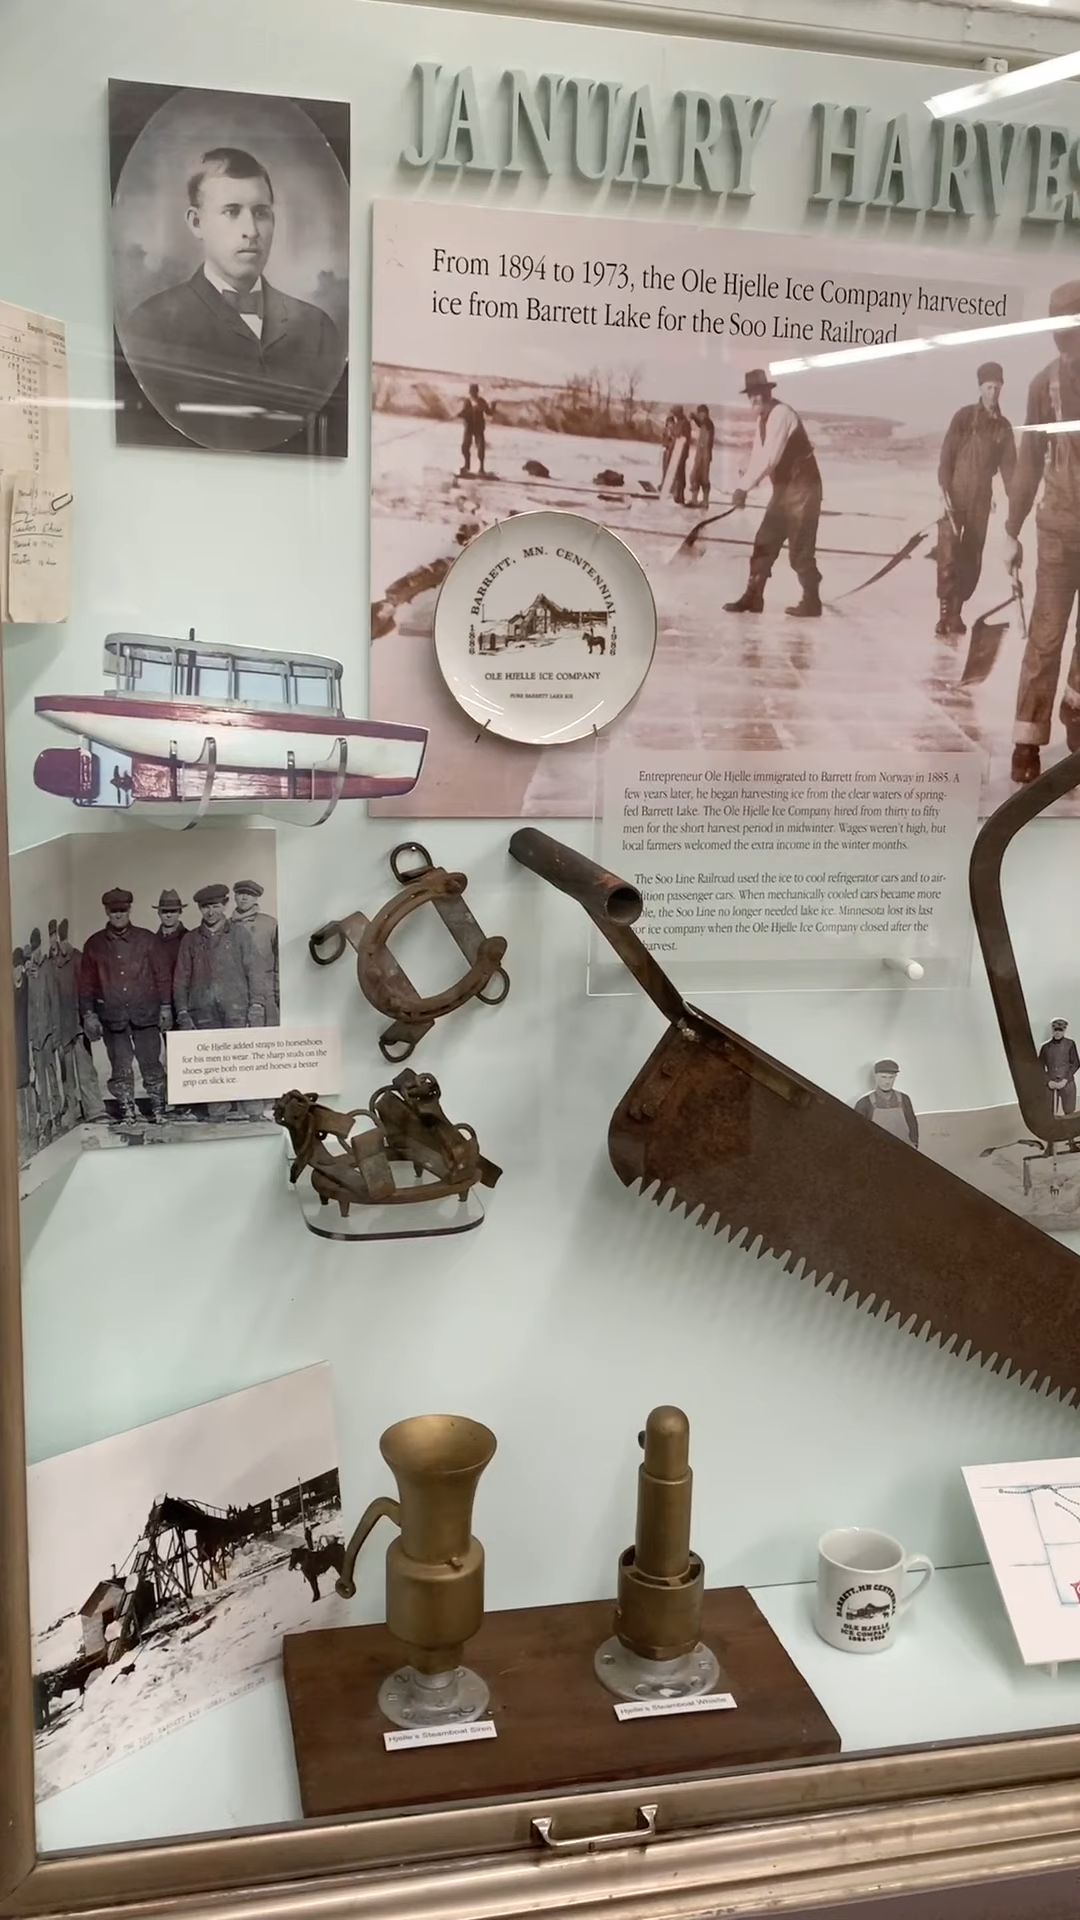 JANUARY HARVES
From 1894 to 1973, the Ole Hjelle Ice Company harvested
ice from Barrett Lake for the Soo Line Railroad
BARRETT, MN. CENTENNIAL
1886 1986
OLE HJELLE ICE COMPANY
PURE BARRETT LAKE ICE
Entrepreneur Ole Hjelle immigrated to Barrett from Norway in 1885. A
few years later, he began harvesting ice from the clear waters of spring-
fed Barrett Lake. The Ole Hjelle Ice Company hired from thirty to fifty
men for the short harvest period in midwinter. Wages weren't high, but
local farmers welcomed the extra income in the winter months.
The Soo Line Railroad used the ice to cool refrigerator cars and to air-
dition passenger cars. When mechanically cooled cars became more
ble, the Soo Line no longer needed lake ice. Minnesota lost its last
or ice company when the Ole Hjelle Ice Company closed after the
harvest.
Ole Hjelle added straps to horseshoes
for his men to wear. The sharp studs on the
shoes gave both men and horses a better
grip on slick ice.
Hjelle's Steamboat Siren
Hjelle's Steamboat Whistle
BARRETT, MN CENTENNIAL
OLE HJELLE
ICE COMPANY
1886-1986